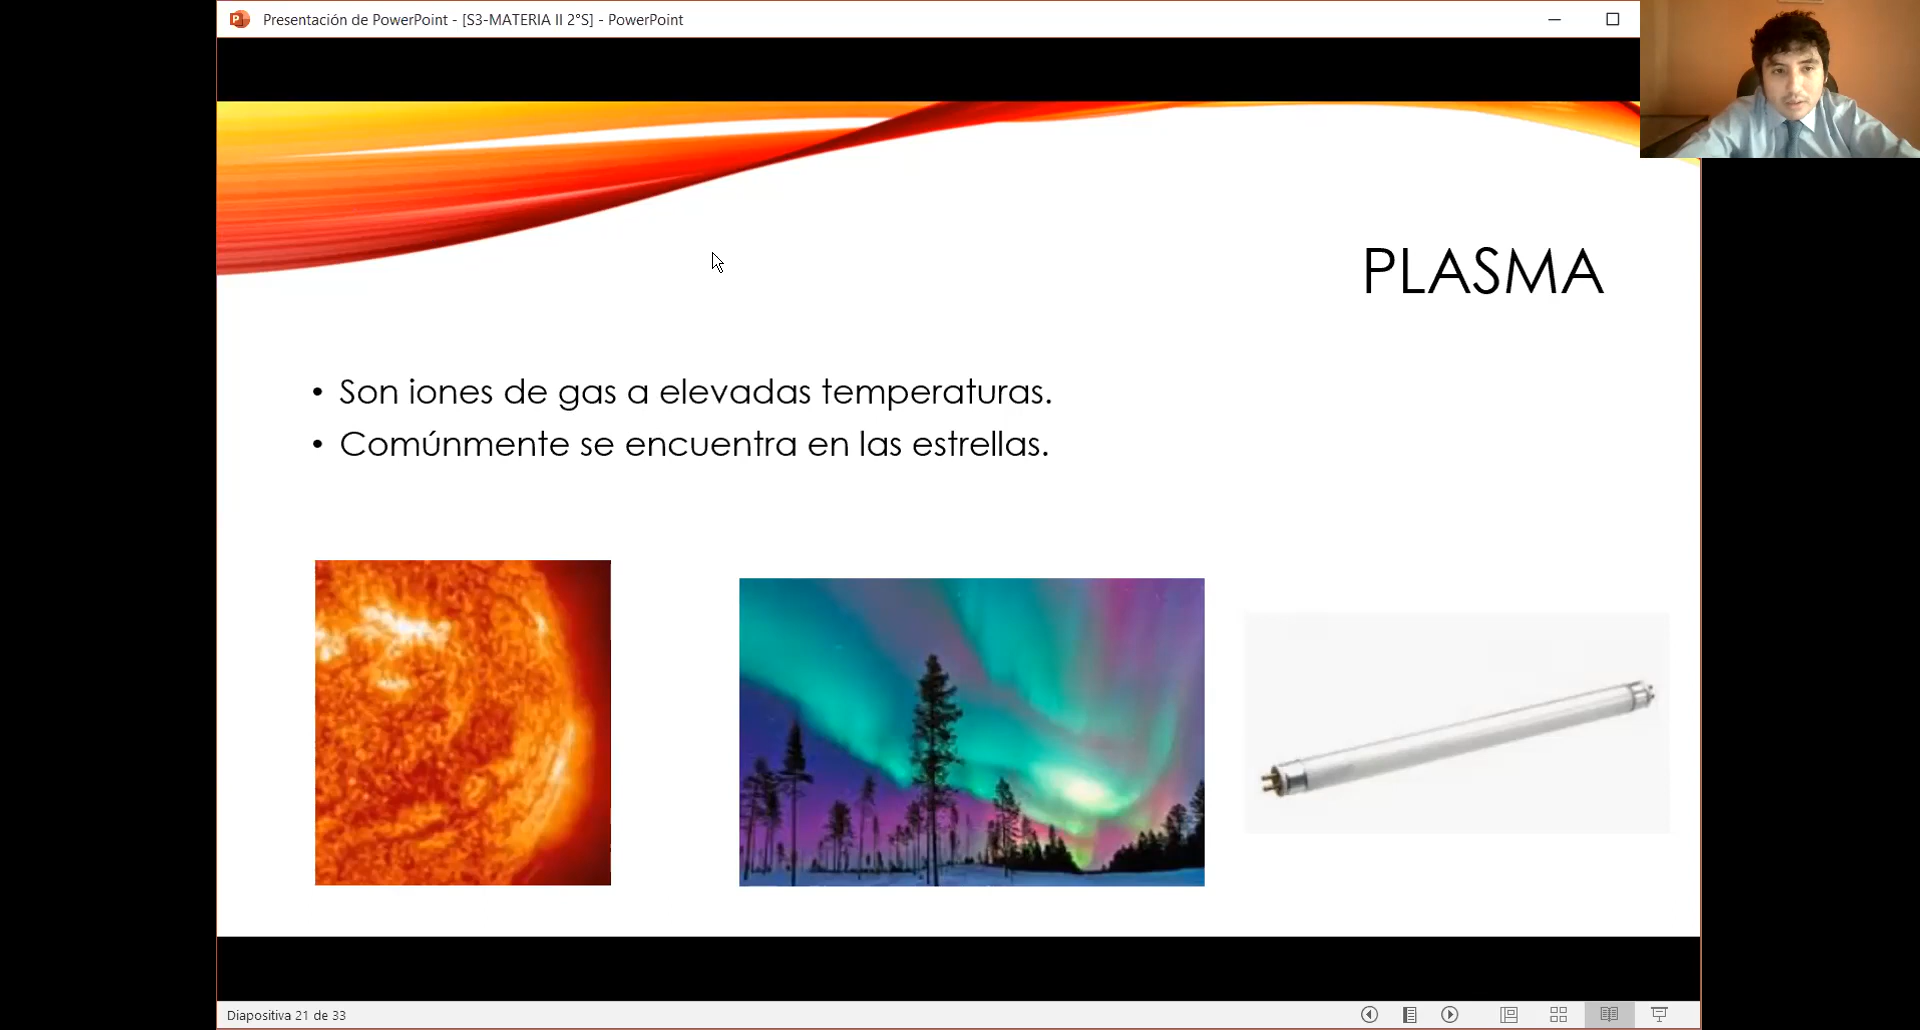 Presentación de PowerPoint - [S3-MATERIA II 2°S] - PowerPoint
PLASMA
• Son iones de gas a elevadas temperaturas.
• Comúnmente se encuentra en las estrellas.
Diapositiva 21 de 33